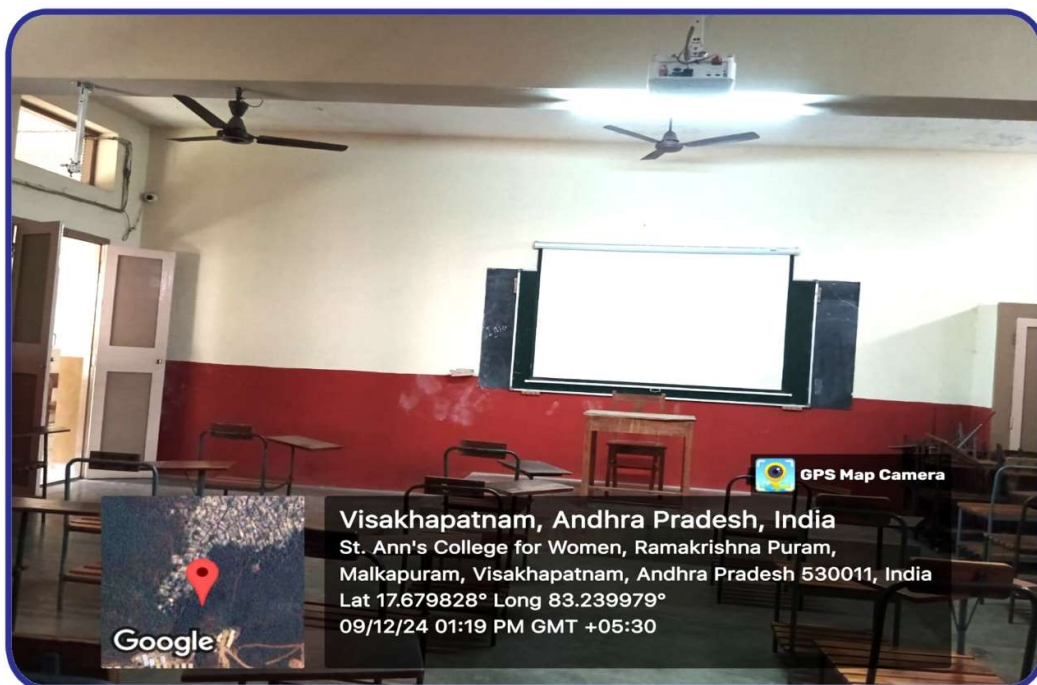 GPS Map Camera
Visakhapatnam, Andhra Pradesh, India
St. Ann's College for Women, Ramakrishna Puram,
Malkapuram, Visakhapatnam, Andhra Pradesh 530011, India
Lat 17.679828° Long 83.239979°
09/12/24 01:19 PM GMT +05:30
Google